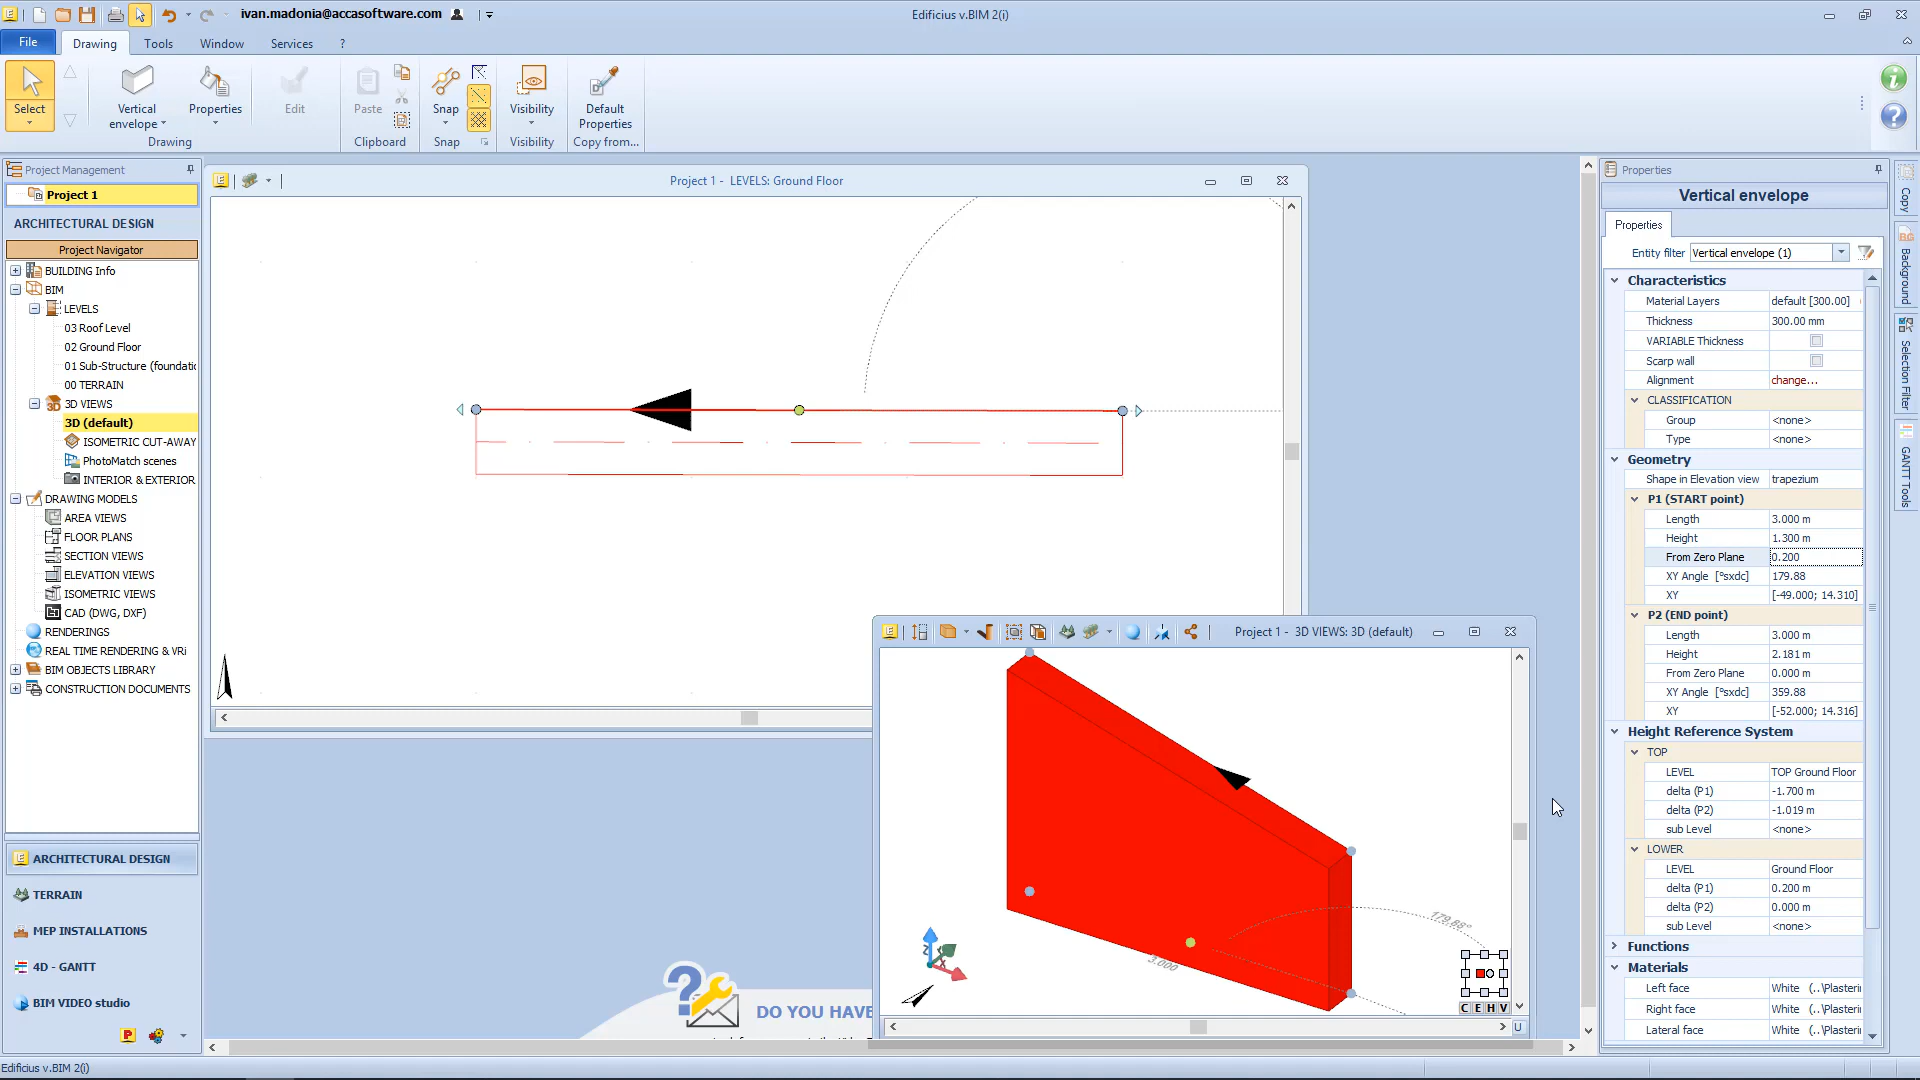 ivan.madonia@accasoftware.com
Edificius v.BIM 2(i)
File
Drawing
Tools
Window
Services
?
Select
Vertical envelope
Properties
Edit
Paste
Snap
Visibility
Default Properties
Drawing
Clipboard
Snap
Visibility
Copy from...
Project Management
Project 1
ARCHITECTURAL DESIGN
Project Navigator
BUILDING Info
BIM
LEVELS
03 Roof Level
02 Ground Floor
01 Sub-Structure (foundatic
00 TERRAIN
3D VIEWS
3D (default)
ISOMETRIC CUT-AWAY
PhotoMatch scenes
INTERIOR & EXTERIOR
DRAWING MODELS
AREA VIEWS
FLOOR PLANS
SECTION VIEWS
ELEVATION VIEWS
ISOMETRIC VIEWS
CAD (DWG, DXF)
RENDERINGS
REAL TIME RENDERING & VRi
BIM OBJECTS LIBRARY
CONSTRUCTION DOCUMENTS
ARCHITECTURAL DESIGN
TERRAIN
MEP INSTALLATIONS
4D - GANTT
BIM VIDEO studio
Edificius v.BIM 2(i)
Project 1 - LEVELS: Ground Floor
Project 1 - 3D VIEWS: 3D (default)
179.88°
3.000
C E H V
U
DO YOU HAVE
Properties
Vertical envelope
Properties
Entity filter Vertical envelope (1)
Characteristics
Material Layers default [300.00]
Thickness 300.00 mm
VARIABLE Thickness
Scarp wall
Alignment change...
CLASSIFICATION
Group <none>
Type <none>
Geometry
Shape in Elevation view trapezium
P1 (START point)
Length 3.000 m
Height 1.300 m
From Zero Plane 0.200
XY Angle [°sxdc] 179.88
XY [-49.000; 14.310]
P2 (END point)
Length 3.000 m
Height 2.181 m
From Zero Plane 0.000 m
XY Angle [°sxdc] 359.88
XY [-52.000; 14.316]
Height Reference System
TOP
LEVEL TOP Ground Floor
delta (P1) -1.700 m
delta (P2) -1.019 m
sub Level <none>
LOWER
LEVEL Ground Floor
delta (P1) 0.200 m
delta (P2) 0.000 m
sub Level <none>
Functions
Materials
Left face White (..\Plasterin
Right face White (..\Plasterin
Lateral face White (..\Plasterin
Copy
Background
Selection Filter
GANTT Tools